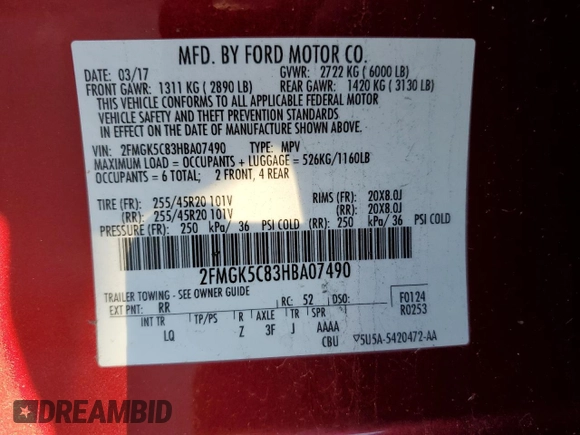 MFD. BY FORD MOTOR CO.
DATE: 03/17 GVWR: 2722 KG ( 6000 LB)
FRONT GAWR: 1311 KG ( 2890 LB) REAR GAWR: 1420 KG ( 3130 LB)
THIS VEHICLE CONFORMS TO ALL APPLICABLE FEDERAL MOTOR
VEHICLE SAFETY AND THEFT PREVENTION STANDARDS
IN EFFECT ON THE DATE OF MANUFACTURE SHOWN ABOVE.
VIN: 2FMGK5C83HBA07490 TYPE: MPV
MAXIMUM LOAD = OCCUPANTS + LUGGAGE = 526KG/1160LB
OCCUPANTS = 6 TOTAL; 2 FRONT, 4 REAR
TIRE (FR): 255/45R20 101V RIMS (FR): 20X8.0J
(RR): 255/45R20 101V (RR): 20X8.0J
PRESSURE (FR): 250 kPa/ 36 PSI COLD (RR): 250 kPa/ 36 PSI COLD
2FMGK5C83HBA07490
TRAILER TOWING - SEE OWNER GUIDE
EXT PNT: RR RC: 52 DSO: F0124
R0253
INT TR TP/PS R AXLE TR SPR
LQ Z 3F J AAAA
CBU ▽5U5A-5420472-AA
DREAMBID